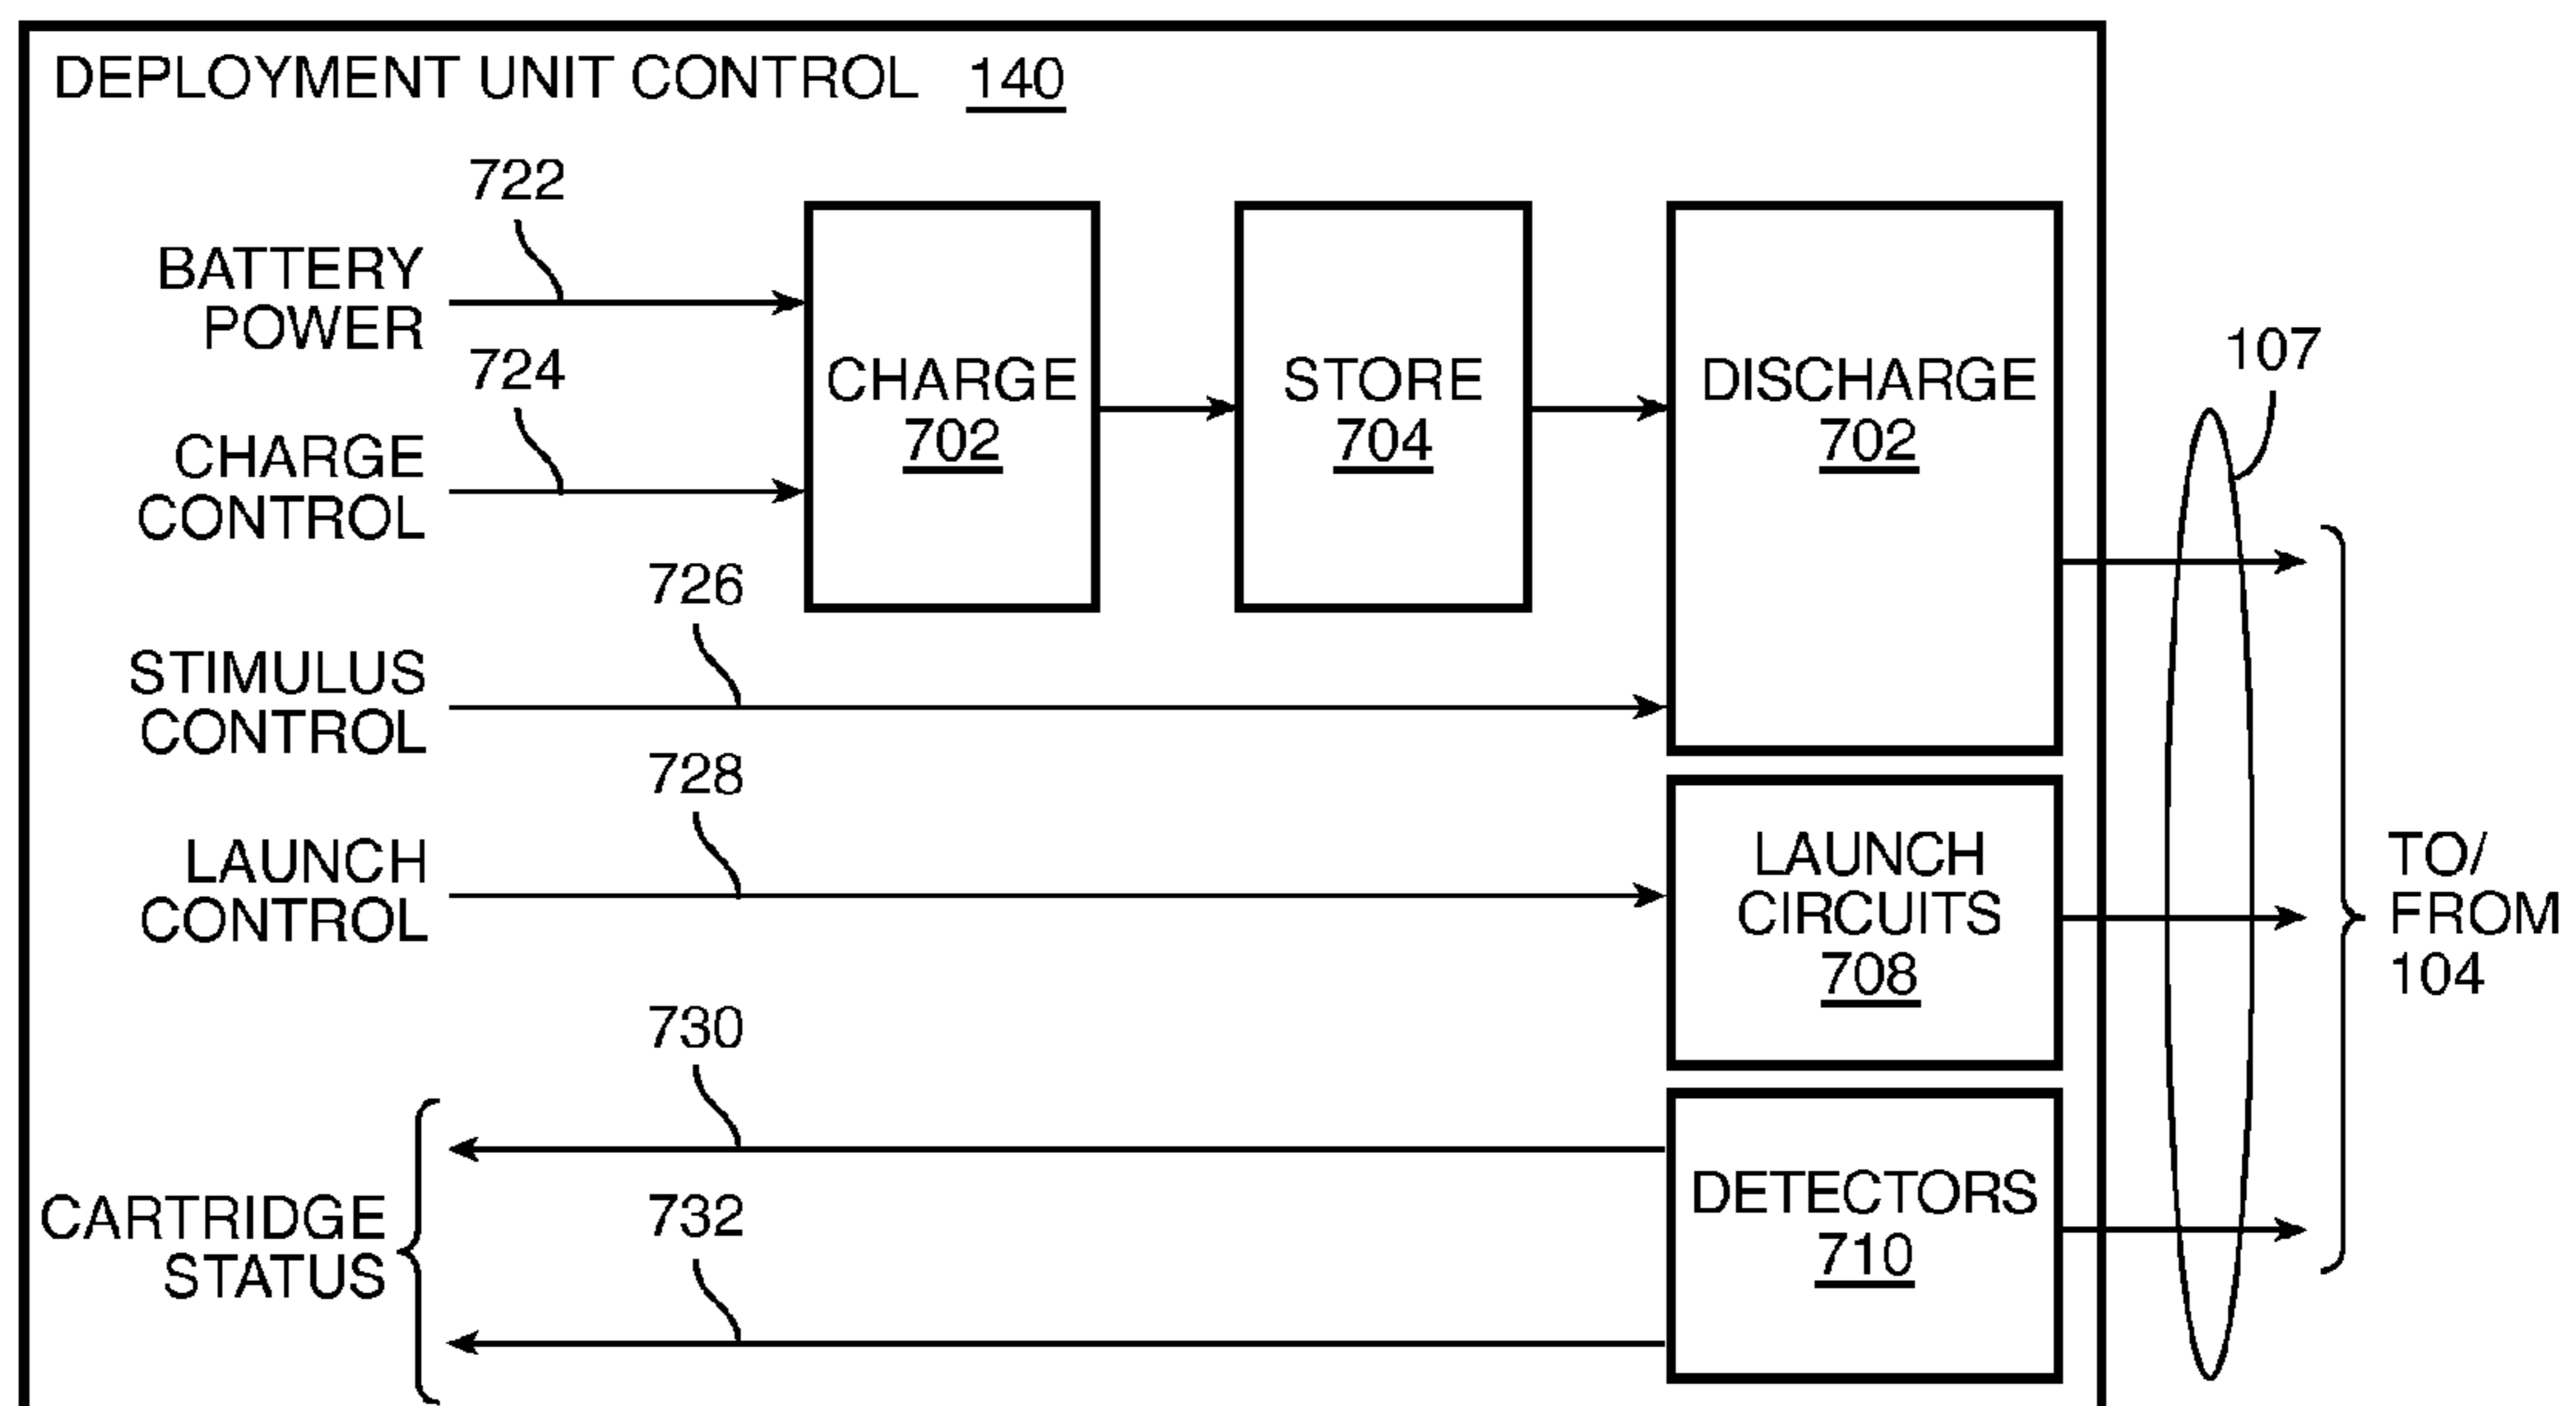 DEPLOYMENT UNIT CONTROL 140
722
BATTERY
POWER
724
CHARGE
CONTROL
CHARGE
702
STORE
704
DISCHARGE
702
107
726
STIMULUS
CONTROL
728
LAUNCH
CONTROL
LAUNCH
CIRCUITS
708
TO/
FROM
104
730
CARTRIDGE
STATUS
732
DETECTORS
710